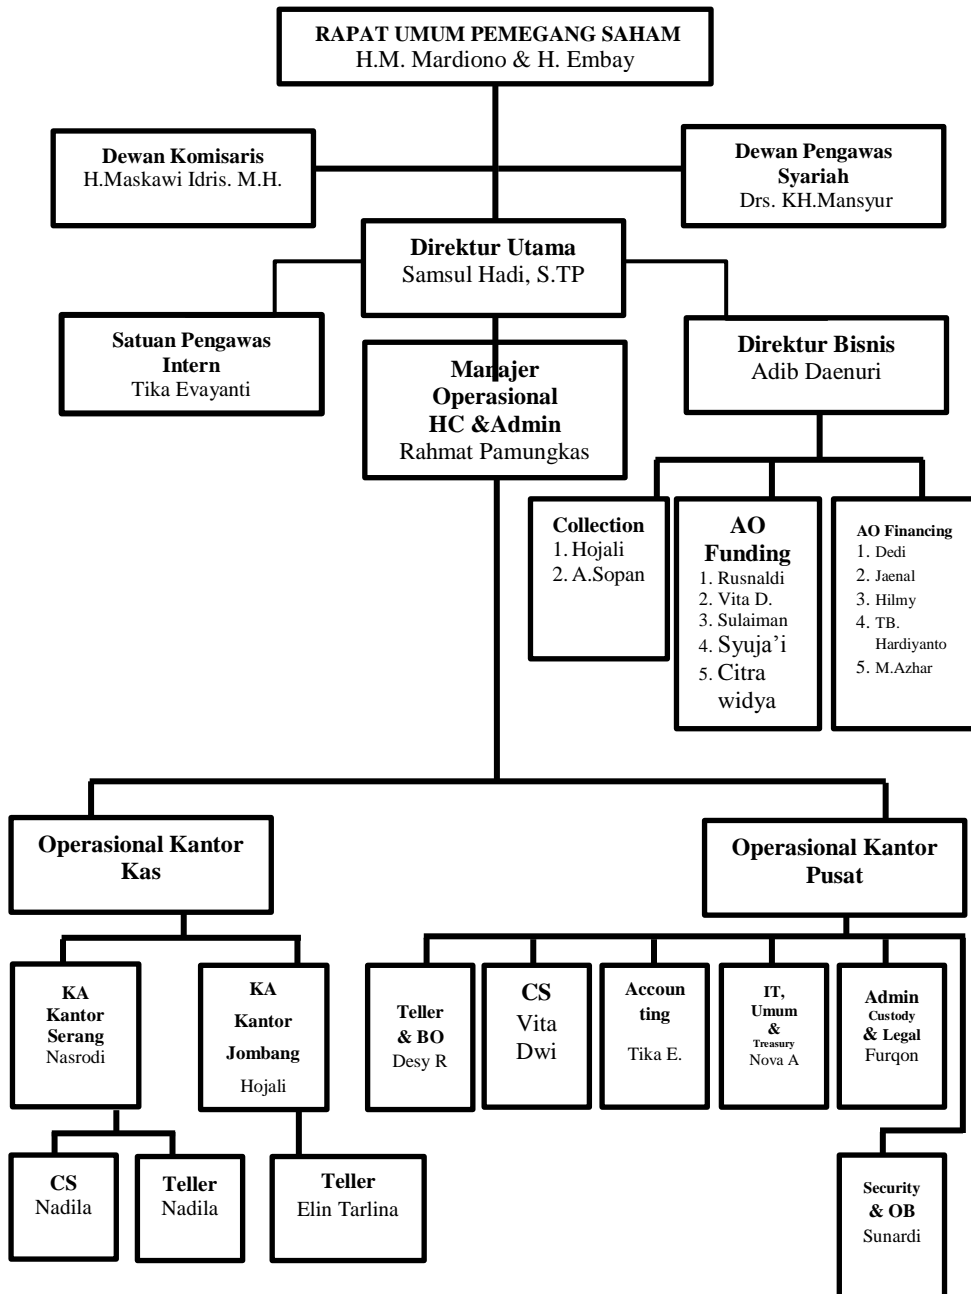 RAPAT UMUM PEMEGANG SAHAM
H.M. Mardiono & H. Embay
Dewan Komisaris
H.Maskawi Idris. M.H.
Dewan Pengawas
Syariah
Drs. KH.Mansyur
Direktur Utama
Samsul Hadi, S.TP
Satuan Pengawas
Intern
Tika Evayanti
Manajer
Operasional
HC &Admin
Rahmat Pamungkas
Direktur Bisnis
Adib Daenuri
Collection
1. Hojali
2. A.Sopan
AO
Funding
1. Rusnaldi
2. Vita D.
3. Sulaiman
4. Syuja’i
5. Citra
widya
AO Financing
1. Dedi
2. Jaenal
3. Hilmy
4. TB.
Hardiyanto
5. M.Azhar
Operasional Kantor
Kas
Operasional Kantor
Pusat
KA
Kantor
Serang
Nasrodi
KA
Kantor
Jombang
Hojali
Teller
& BO
Desy R
CS
Vita
Dwi
Accoun
ting
Tika E.
IT,
Umum
&
Treasury
Nova A
Admin
Custody
& Legal
Furqon
CS
Nadila
Teller
Nadila
Teller
Elin Tarlina
Security
& OB
Sunardi